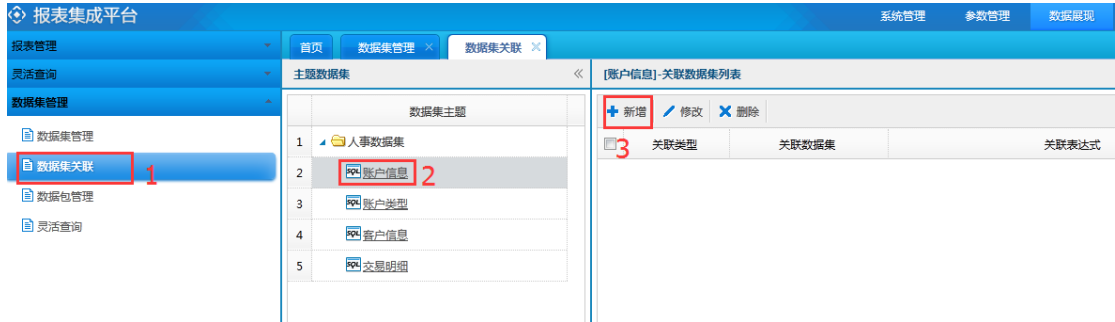 报表集成平台
系统管理 参数管理 数据展现
报表管理
灵活查询
数据集管理
数据集管理
数据集关联
1
数据包管理
灵活查询
首页 数据集管理 × 数据集关联 ×
主题数据集 «
数据集主题
1 人事数据集
2 SQL 账户信息 2
3 SQL 账户类型
4 SQL 客户信息
5 SQL 交易明细
[账户信息]-关联数据集列表
新增 修改 删除
3 关联类型 关联数据集 关联表达式